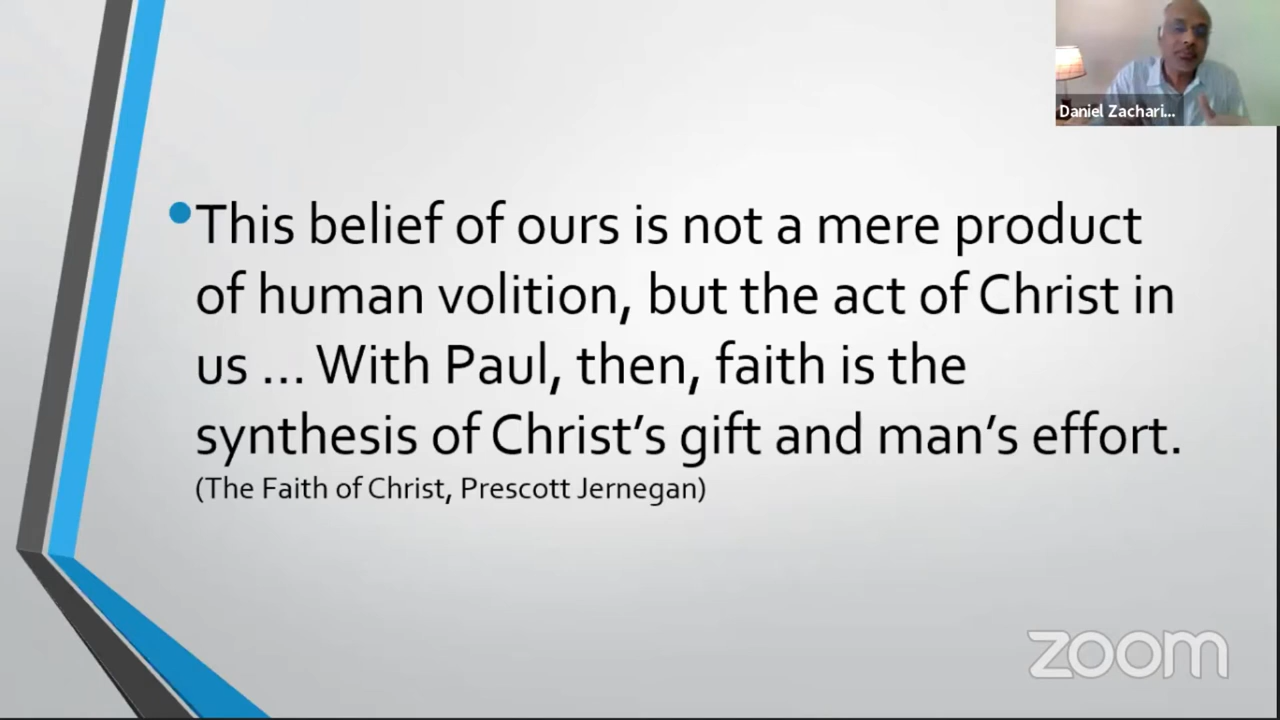 Daniel Zachari...
•This belief of ours is not a mere product
of human volition, but the act of Christ in
us ... With Paul, then, faith is the
synthesis of Christ’s gift and man’s effort.
(The Faith of Christ, Prescott Jernegan)
zoom